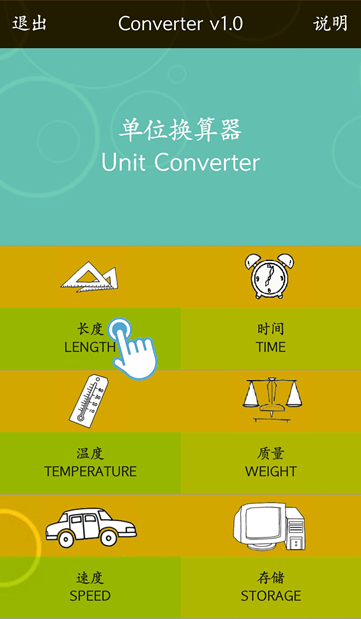 退出 Converter v1.0 说明
单位换算器
Unit Converter
长度 时间
LENGTH TIME
温度 质量
TEMPERATURE WEIGHT
速度 存储
SPEED STORAGE